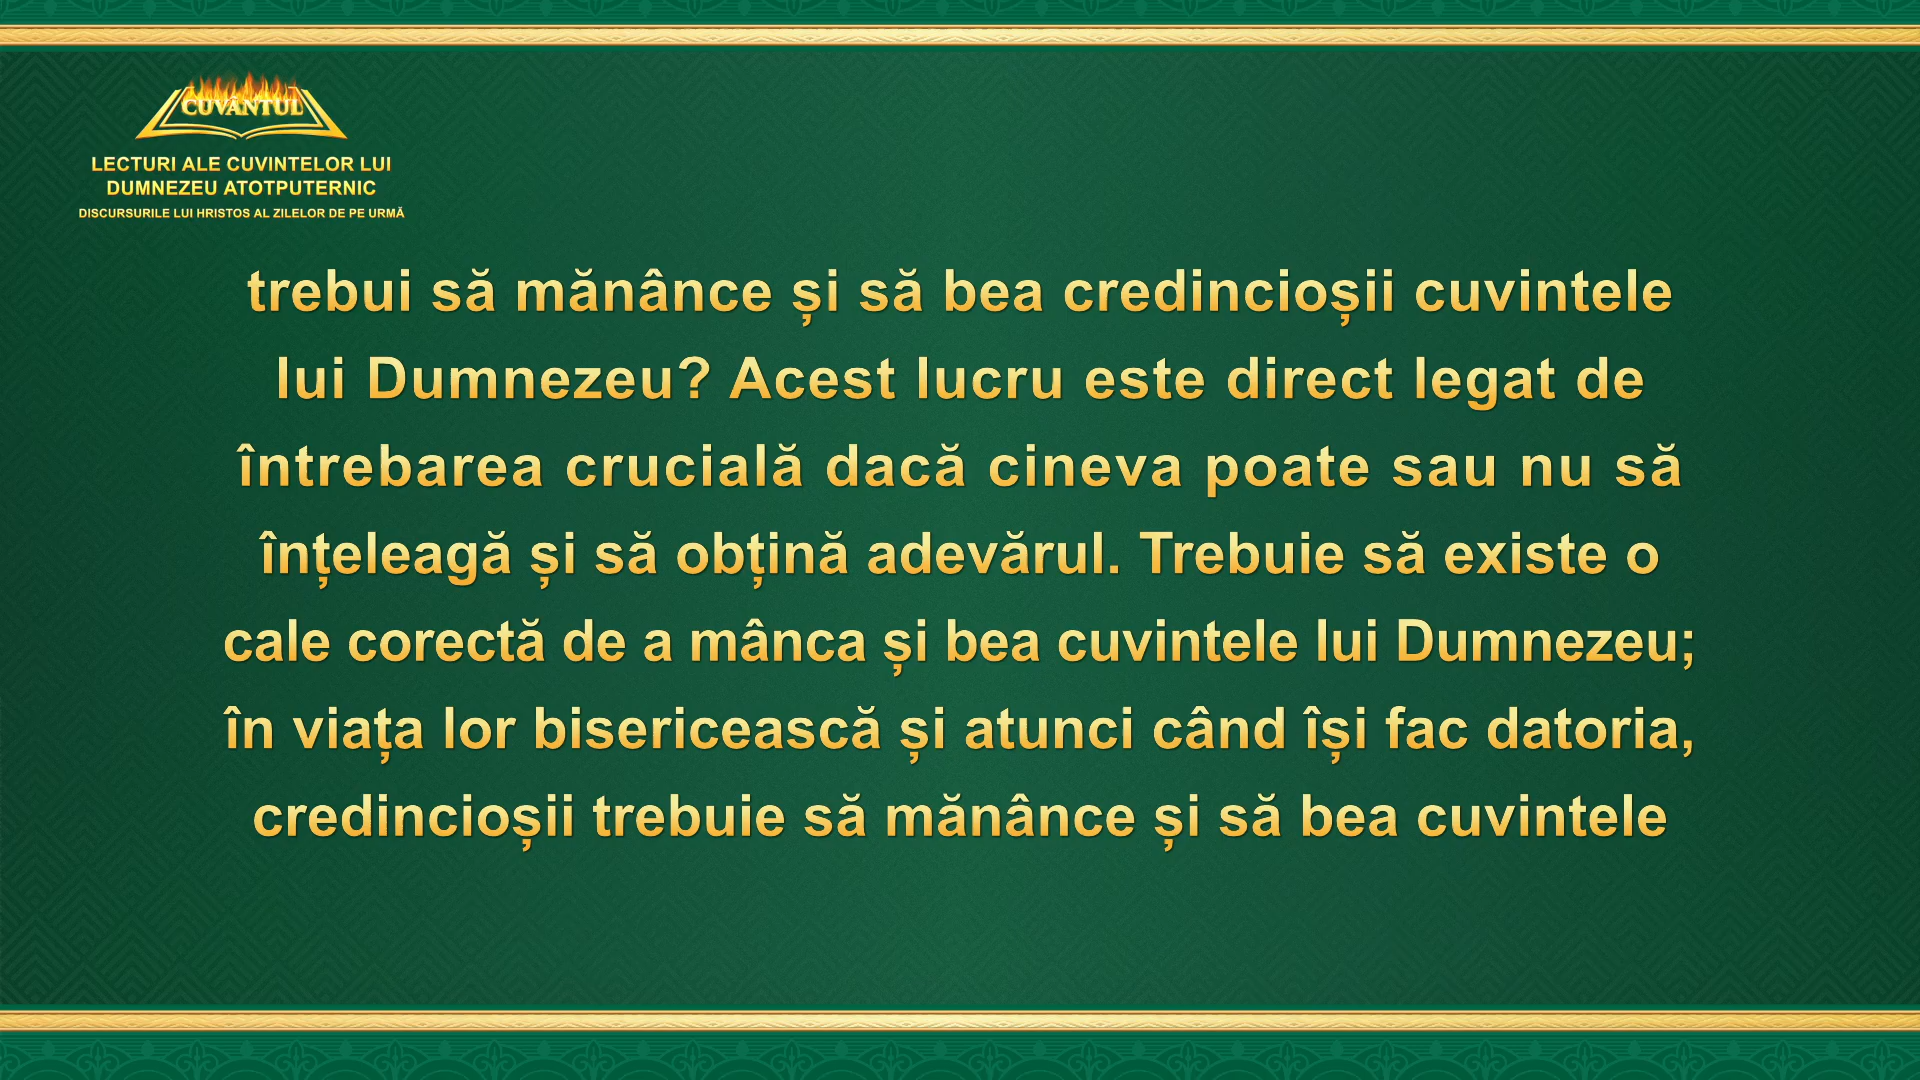 CUVÂNTUL
LECTURI ALE CUVINTELOR LUI
DUMNEZEU ATOTPUTERNIC
DISCURSURILE LUI HRISTOS AL ZILELOR DE PE URMĂ
trebui să mănânce și să bea credincioșii cuvintele
lui Dumnezeu? Acest lucru este direct legat de
întrebarea crucială dacă cineva poate sau nu să
înțeleagă și să obțină adevărul. Trebuie să existe o
cale corectă de a mânca și bea cuvintele lui Dumnezeu;
în viața lor bisericească și atunci când își fac datoria,
credincioșii trebuie să mănânce și să bea cuvintele